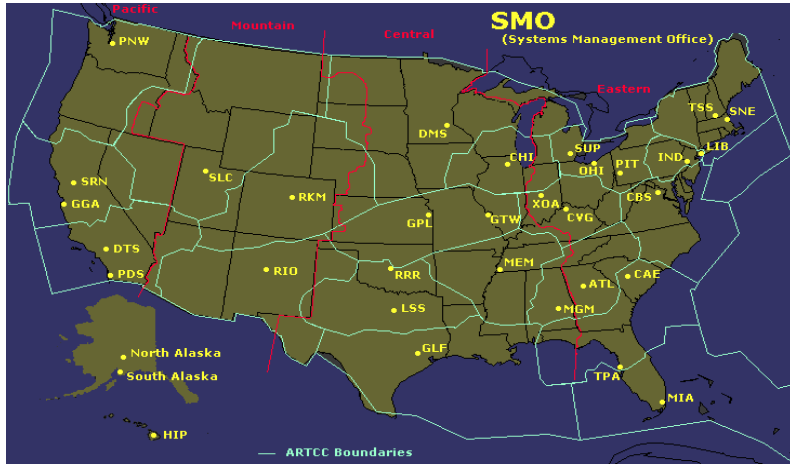 Pacific
SMO
Mountain
Central
(Systems Management Office)
PNW
Eastern
TSS
SNE
DMS
SUP
LIB
CHI
IND
OHI
PIT
SLC
SRN
RKM
XOA
CBS
GGA
GPL
GTW
CVG
DTS
MEM
PDS
RIO
RRR
CAE
ATL
LSS
MGM
GLF
North Alaska
South Alaska
TPA
MIA
HIP
ARTCC Boundaries